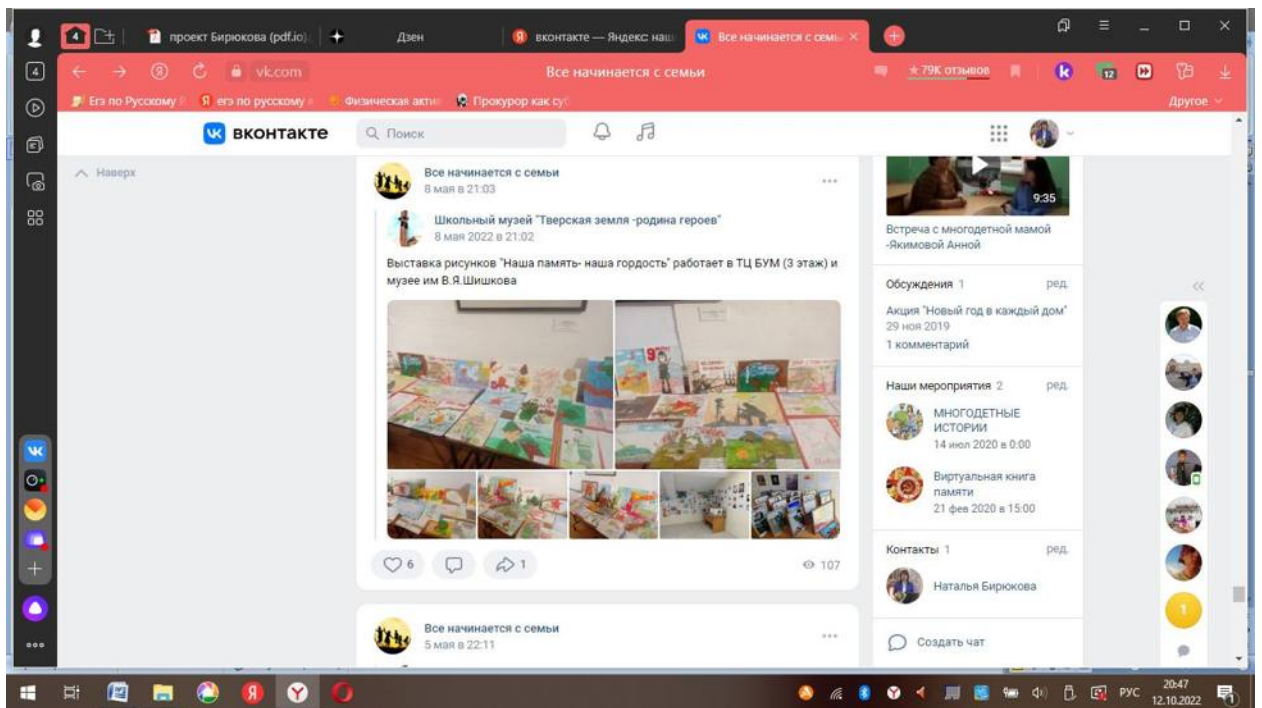 4
проект Бирюкова (pdf.io)
Дзен
вконтакте — Яндекс: наш
Все начинается с семьи
4
vk.com
Все начинается с семьи
79K отзывов
12
Егэ по Русскому Я
егэ по русскому я
Физическая акти
Прокурор как суб
Другое
вконтакте
Поиск
Наверх
Все начинается с семьи
8 мая в 21:03
Школьный музей "Тверская земля -родина героев"
8 мая 2022 в 21:02
Выставка рисунков "Наша память- наша гордость" работает в ТЦ БУМ (3 этаж) и
музее им В.Я.Шишкова
6
1
107
Все начинается с семьи
5 мая в 22:11
9:35
Встреча с многодетной мамой
-Якимовой Анной
Обсуждения 1
ред.
Акция "Новый год в каждый дом"
29 ноя 2019
1 комментарий
Наши мероприятия 2
ред.
МНОГОДЕТНЫЕ
ИСТОРИИ
14 июл 2020 в 0:00
Виртуальная книга
памяти
21 фев 2020 в 15:00
Контакты 1
ред.
Наталья Бирюкова
Создать чат
1
РУС
20:47
12.10.2022